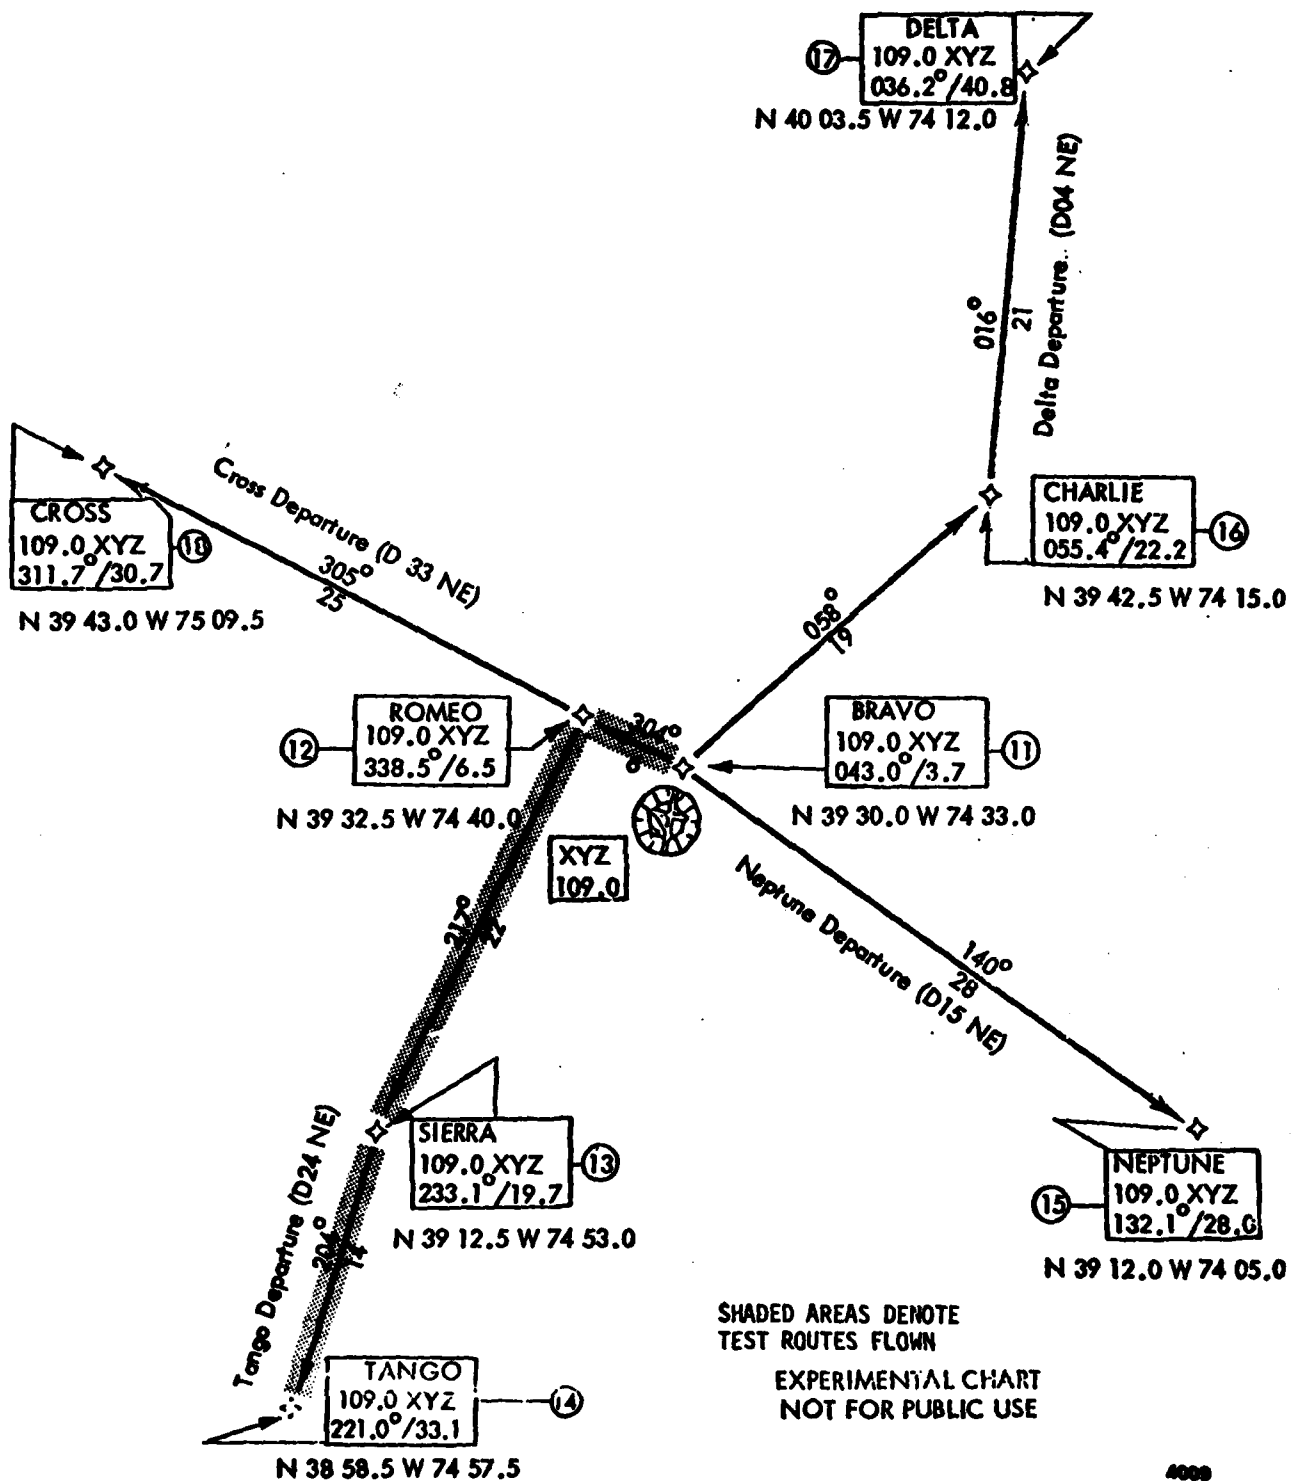 DELTA
109.0 XYZ
036.2°/40.8
17
N 40 03.5 W 74 12.0
Delta Departure. (D04 NE)
016°
21
CROSS
109.0 XYZ
311.7°/30.7
10
N 39 43.0 W 75 09.5
Cross Departure (D 33 NE)
305°
25
CHARLIE
109.0 XYZ
055.4°/22.2
16
N 39 42.5 W 74 15.0
058°
19
ROMEO
109.0 XYZ
338.5°/6.5
12
N 39 32.5 W 74 40.0
304°
6
BRAVO
109.0 XYZ
043.0°/3.7
11
N 39 30.0 W 74 33.0
XYZ
109.0
217°
22
Neptune Departure (D15 NE)
140°
28
SIERRA
109.0 XYZ
233.1°/19.7
13
N 39 12.5 W 74 53.0
NEPTUNE
109.0 XYZ
132.1°/28.0
15
N 39 12.0 W 74 05.0
Tango Departure (D24 NE)
204°
14
TANGO
109.0 XYZ
221.0°/33.1
14
N 38 58.5 W 74 57.5
SHADED AREAS DENOTE
TEST ROUTES FLOWN
EXPERIMENTAL CHART
NOT FOR PUBLIC USE